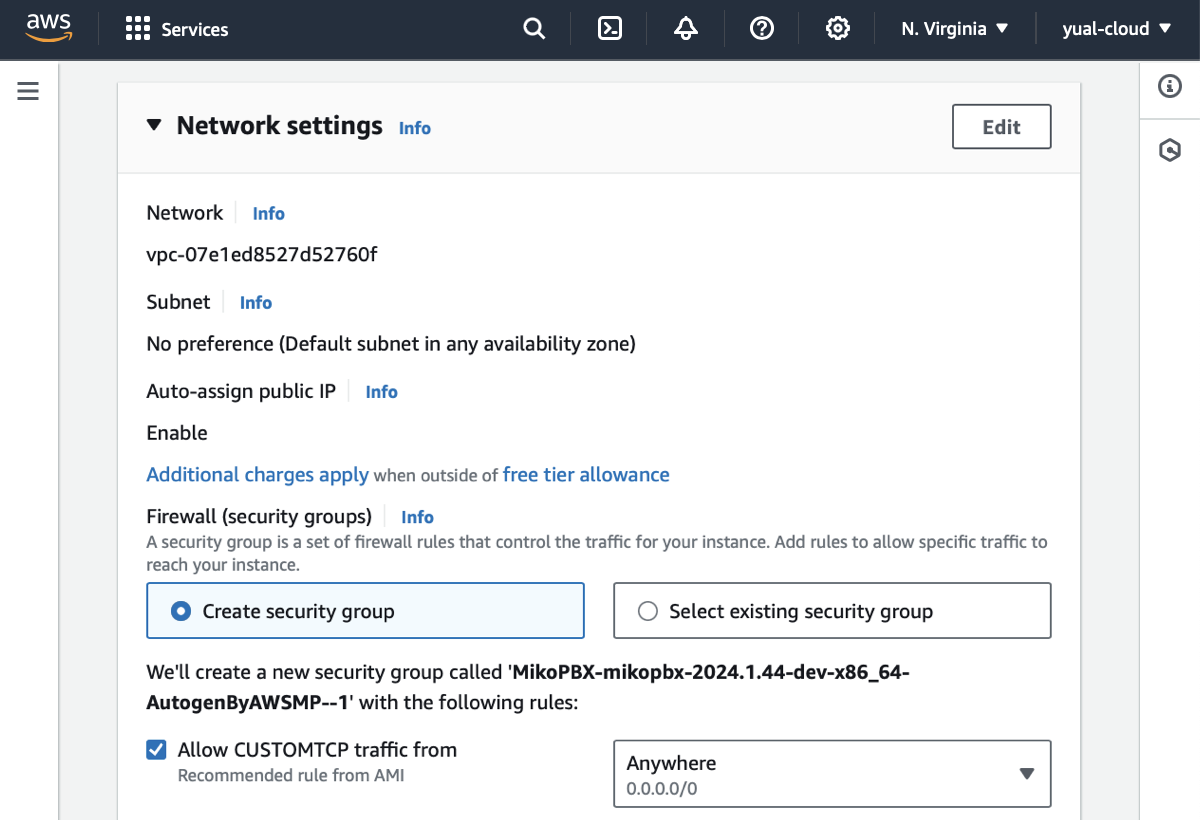 aws Services N. Virginia yual-cloud
Network settings Info Edit
Network Info
vpc-07e1ed8527d52760f
Subnet Info
No preference (Default subnet in any availability zone)
Auto-assign public IP Info
Enable
Additional charges apply when outside of free tier allowance
Firewall (security groups) Info
A security group is a set of firewall rules that control the traffic for your instance. Add rules to allow specific traffic to
reach your instance.
Create security group Select existing security group
We'll create a new security group called 'MikoPBX-mikopbx-2024.1.44-dev-x86_64-
AutogenByAWSMP--1' with the following rules:
Allow CUSTOMTCP traffic from
Recommended rule from AMI
Anywhere
0.0.0.0/0